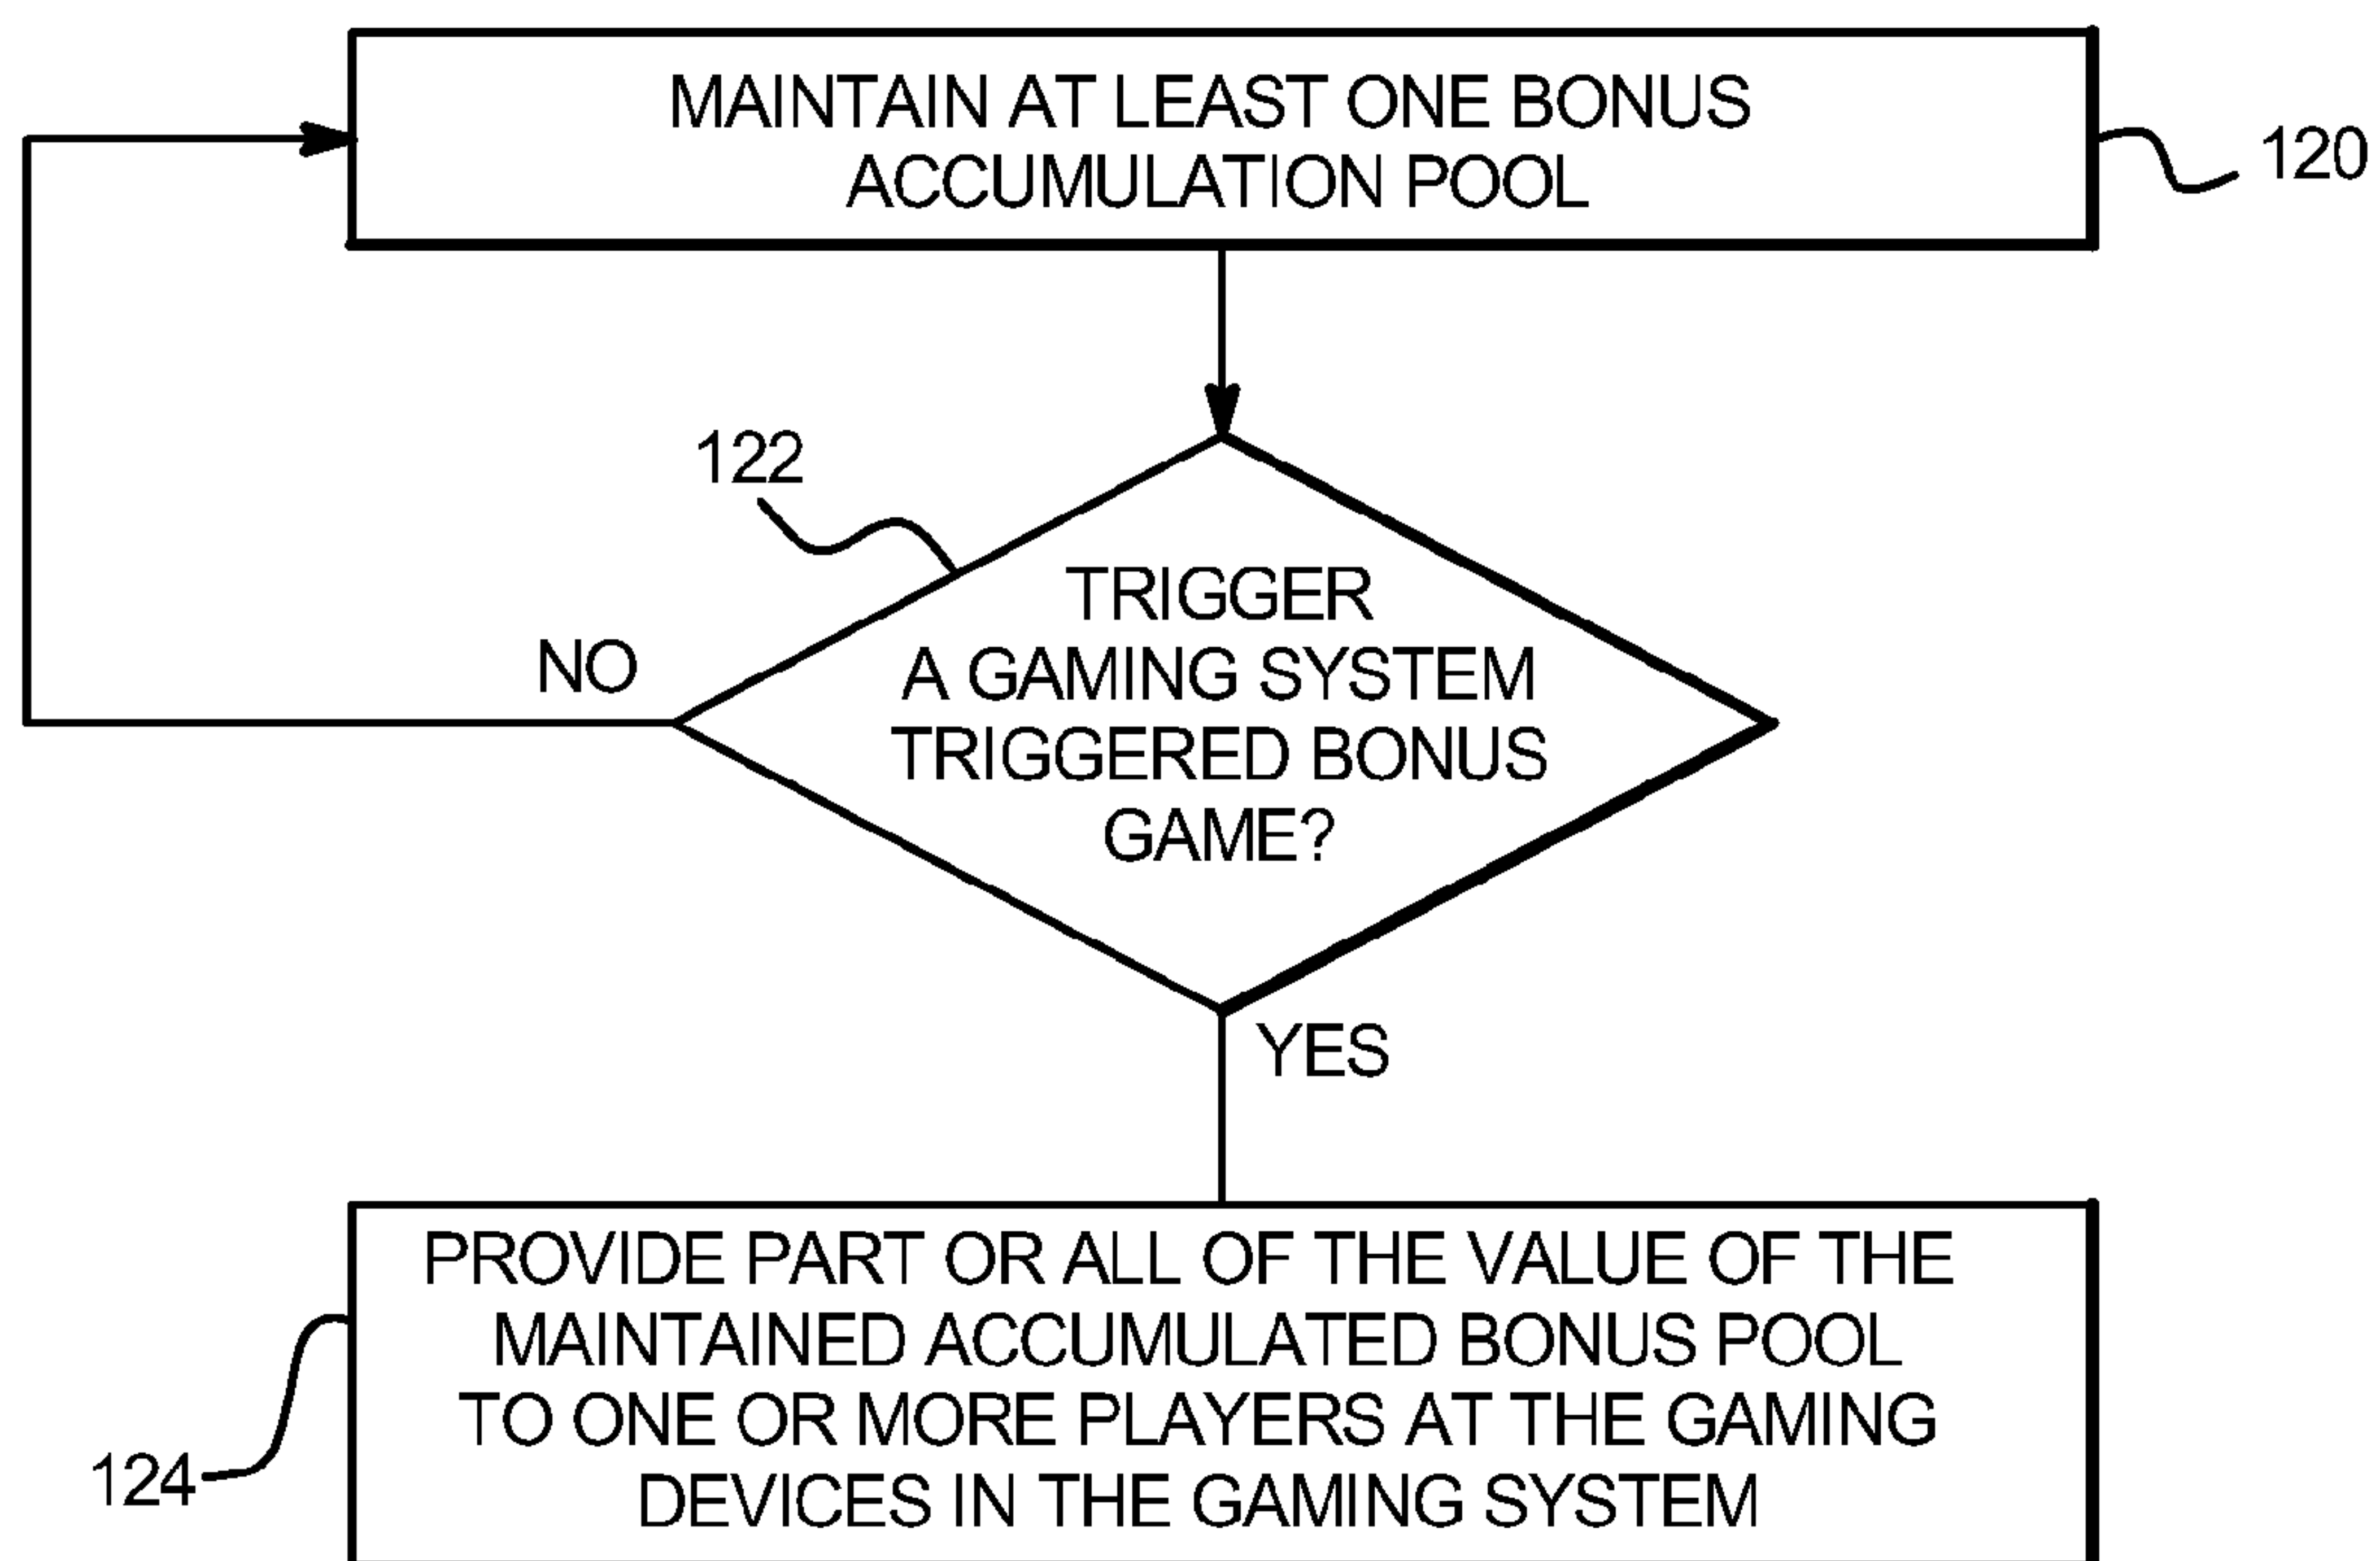 MAINTAIN AT LEAST ONE BONUS
ACCUMULATION POOL
120
122
TRIGGER
A GAMING SYSTEM
TRIGGERED BONUS
GAME?
NO
YES
PROVIDE PART OR ALL OF THE VALUE OF THE
MAINTAINED ACCUMULATED BONUS POOL
TO ONE OR MORE PLAYERS AT THE GAMING
DEVICES IN THE GAMING SYSTEM
124